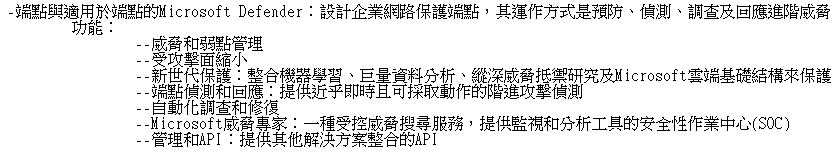 -端點與適用於端點的Microsoft Defender：設計企業網路保護端點，其運作方式是預防、偵測、調查及回應進階威脅
功能：
--威脅和弱點管理
--受攻擊面縮小
--新世代保護：整合機器學習、巨量資料分析、縱深威脅抵禦研究及Microsoft雲端基礎結構來保護
--端點偵測和回應：提供近乎即時且可採取動作的階進攻擊偵測
--自動化調查和修復
--Microsoft威脅專家：一種受控威脅搜尋服務，提供監視和分析工具的安全性作業中心(SOC)
--管理和API：提供其他解決方案整合的API